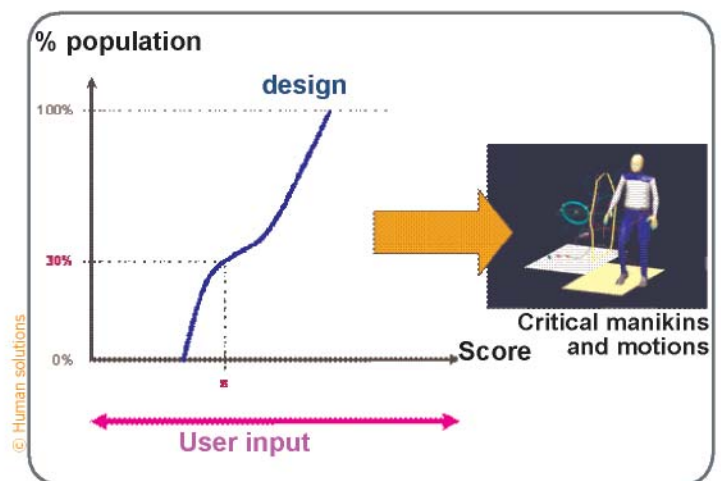 % population
design
100%
30%
0%
Score
Critical manikins
and motions
User input
© Human solutions